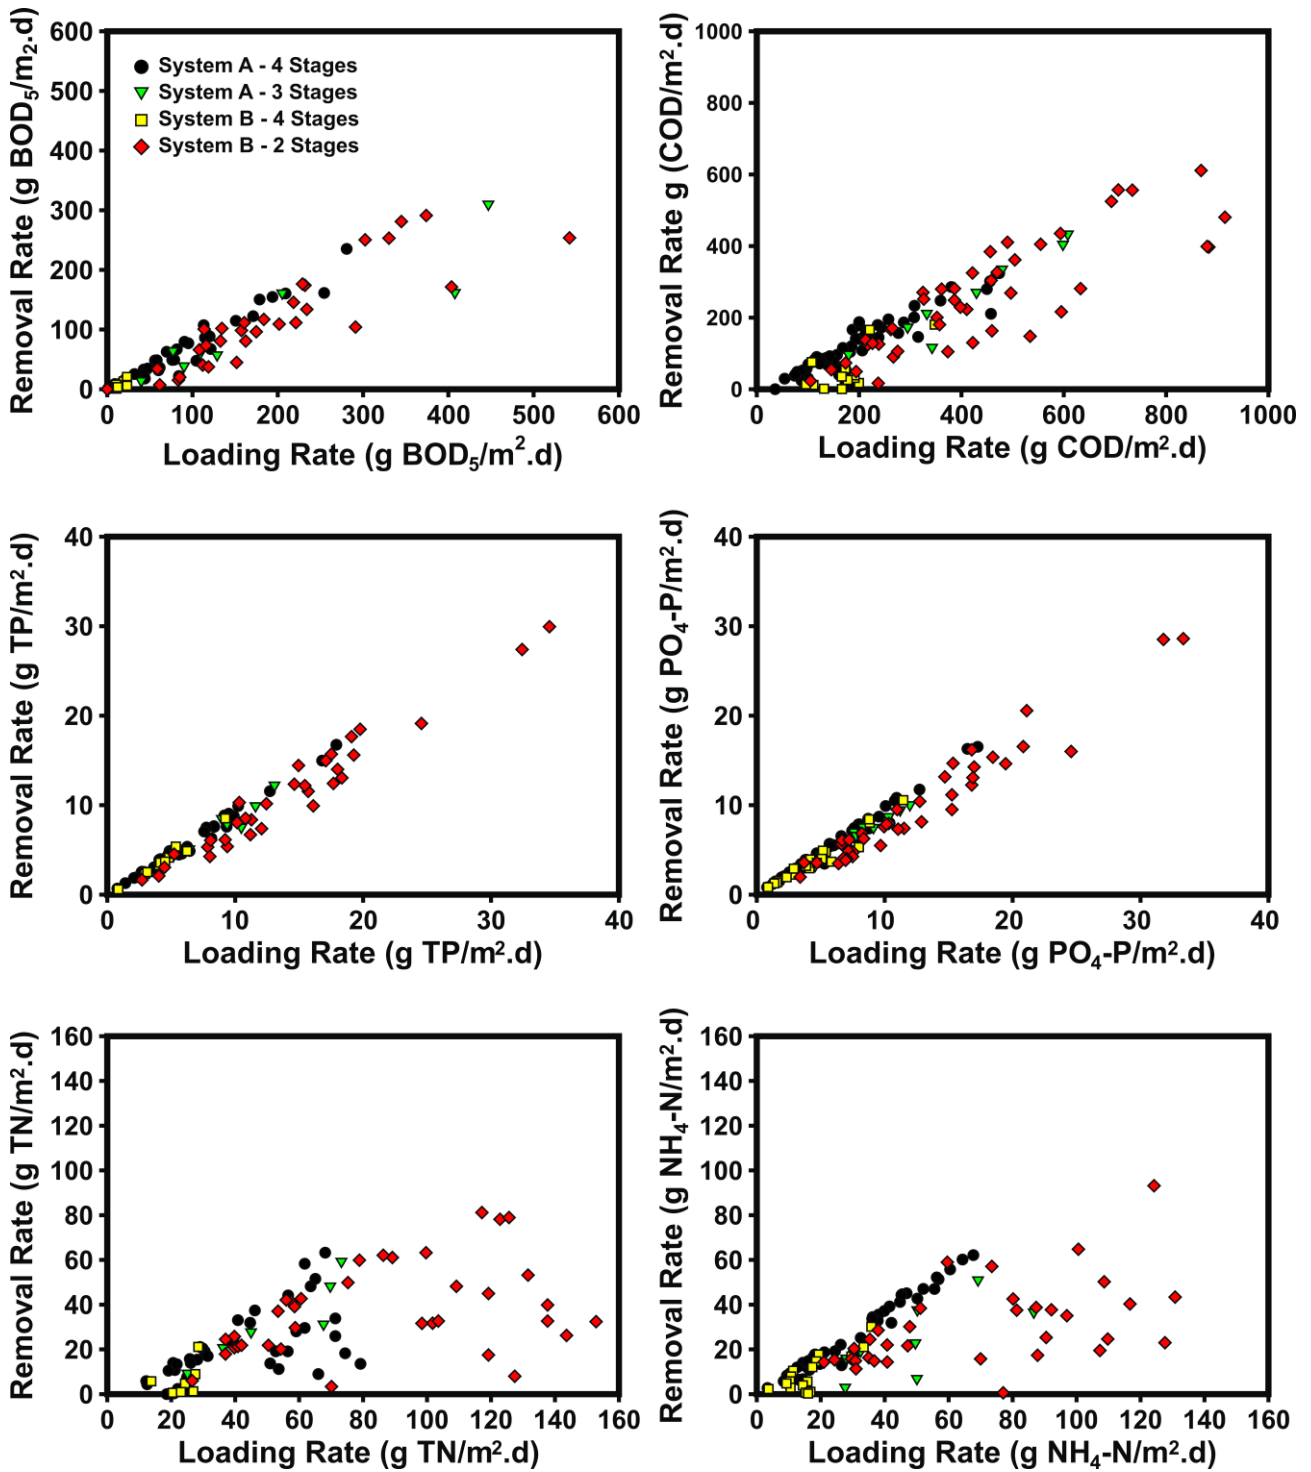 600
500
400
300
200
100
0
Removal Rate (g BOD₅/m₂.d)
System A - 4 Stages
System A - 3 Stages
System B - 4 Stages
System B - 2 Stages
0 100 200 300 400 500 600
Loading Rate (g BOD₅/m².d)
1000
800
600
400
200
0
Removal Rate g (COD/m².d)
0 200 400 600 800 1000
Loading Rate (g COD/m².d)
40
30
20
10
0
Removal Rate (g TP/m².d)
0 10 20 30 40
Loading Rate (g TP/m².d)
40
30
20
10
0
Removal Rate (g PO₄-P/m².d)
0 10 20 30 40
Loading Rate (g PO₄-P/m².d)
160
140
120
100
80
60
40
20
0
Removal Rate (g TN/m².d)
0 20 40 60 80 100 120 140 160
Loading Rate (g TN/m².d)
160
140
120
100
80
60
40
20
0
Removal Rate (g NH₄-N/m².d)
0 20 40 60 80 100 120 140 160
Loading Rate (g NH₄-N/m².d)